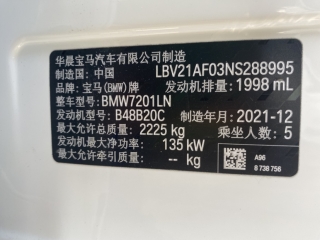 华晨宝马汽车有限公司制造
制造国: 中国 LBV21AF03NS288995
品牌: 宝马(BMW)牌 发动机排量: 1998 mL
整车型号: BMW7201LN
发动机型号: B48B20C 制造年月: 2021-12
最大允许总质量: 2225 kg 乘坐人数: 5
发动机最大净功率: 135 kW
最大允许牵引质量: - kg
A96
8 738 756